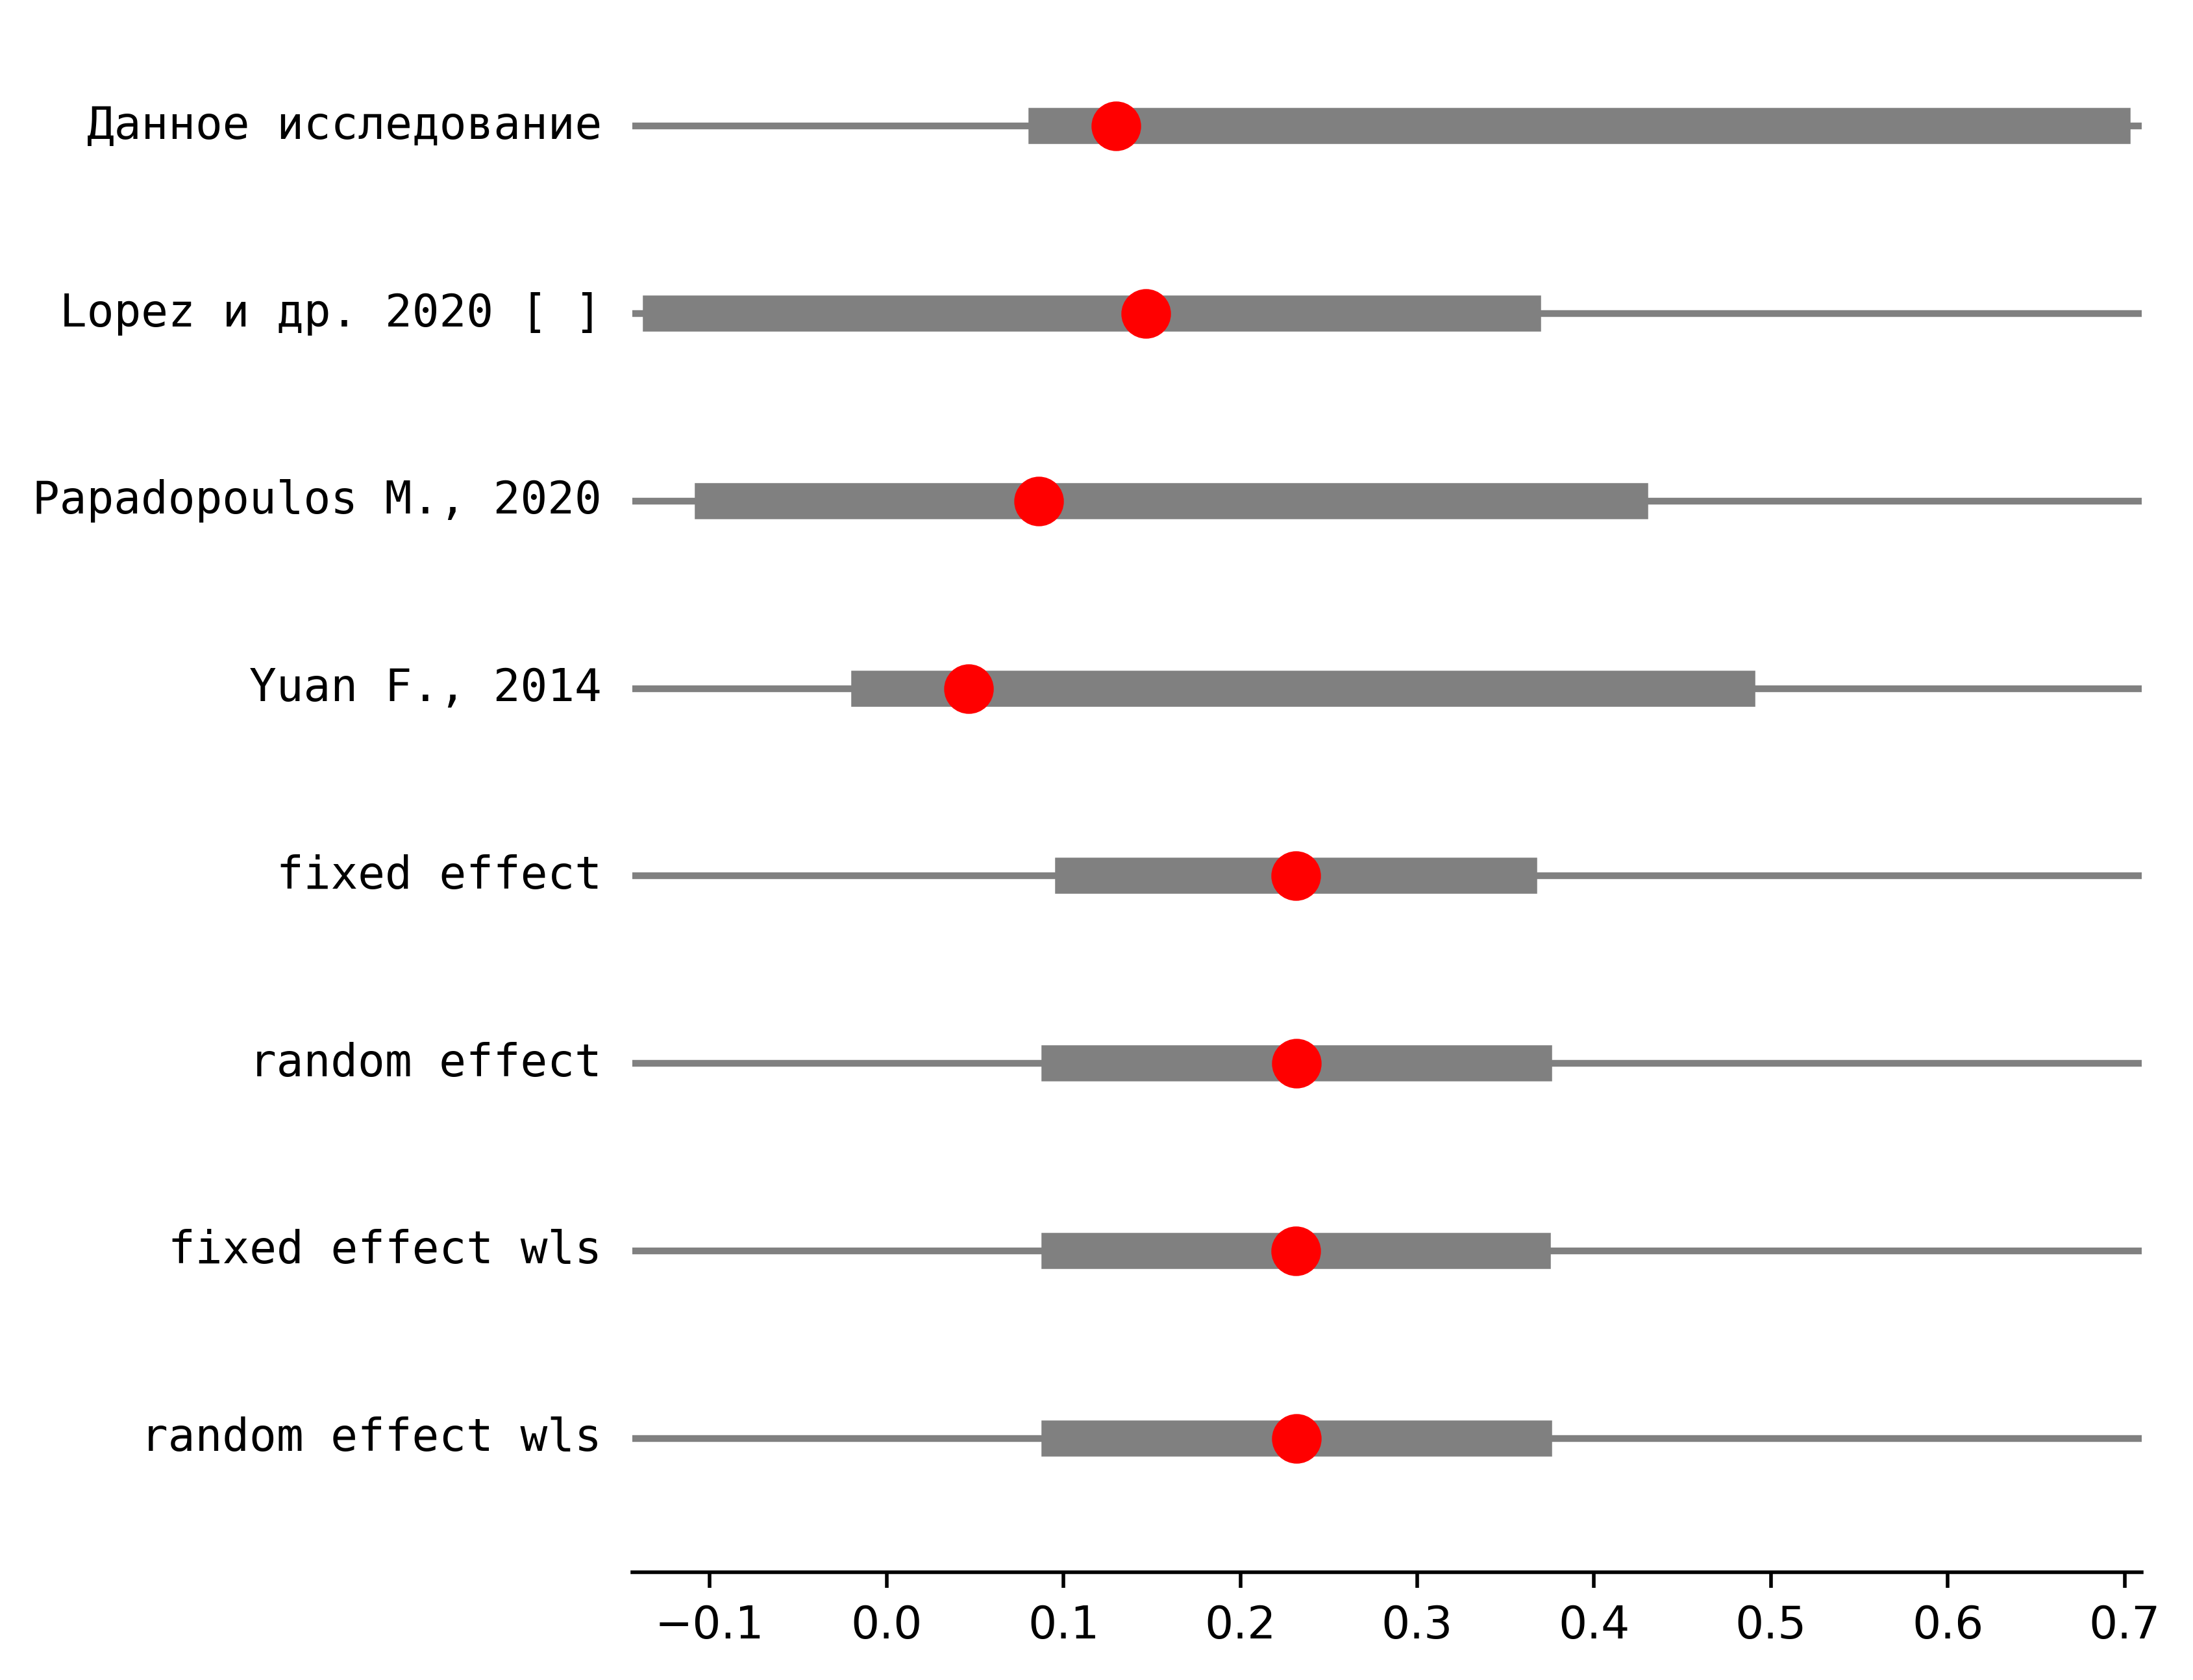 Данное исследование
Lopez и др. 2020 [ ]
Papadopoulos M., 2020
Yuan F., 2014
fixed effect
random effect
fixed effect wls
random effect wls
−0.1 0.0 0.1 0.2 0.3 0.4 0.5 0.6 0.7